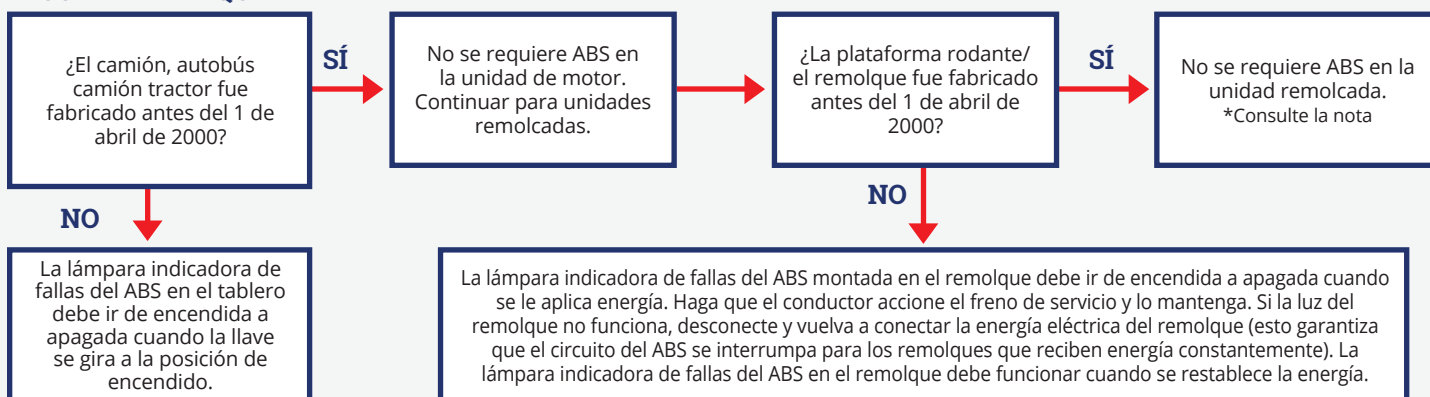 ¿El camión, autobús
camión tractor fue
fabricado antes del 1 de
abril de 2000?
SÍ
No se requiere ABS en
la unidad de motor.
Continuar para unidades
remolcadas.
¿La plataforma rodante/
el remolque fue fabricado
antes del 1 de abril de
2000?
SÍ
No se requiere ABS en la
unidad remolcada.
*Consulte la nota
NO
La lámpara indicadora de
fallas del ABS en el tablero
debe ir de encendida a
apagada cuando la llave
se gira a la posición de
encendido.
NO
La lámpara indicadora de fallas del ABS montada en el remolque debe ir de encendida a apagada cuando
se le aplica energía. Haga que el conductor accione el freno de servicio y lo mantenga. Si la luz del
remolque no funciona, desconecte y vuelva a conectar la energía eléctrica del remolque (esto garantiza
que el circuito del ABS se interrumpa para los remolques que reciben energía constantemente). La
lámpara indicadora de fallas del ABS en el remolque debe funcionar cuando se restablece la energía.